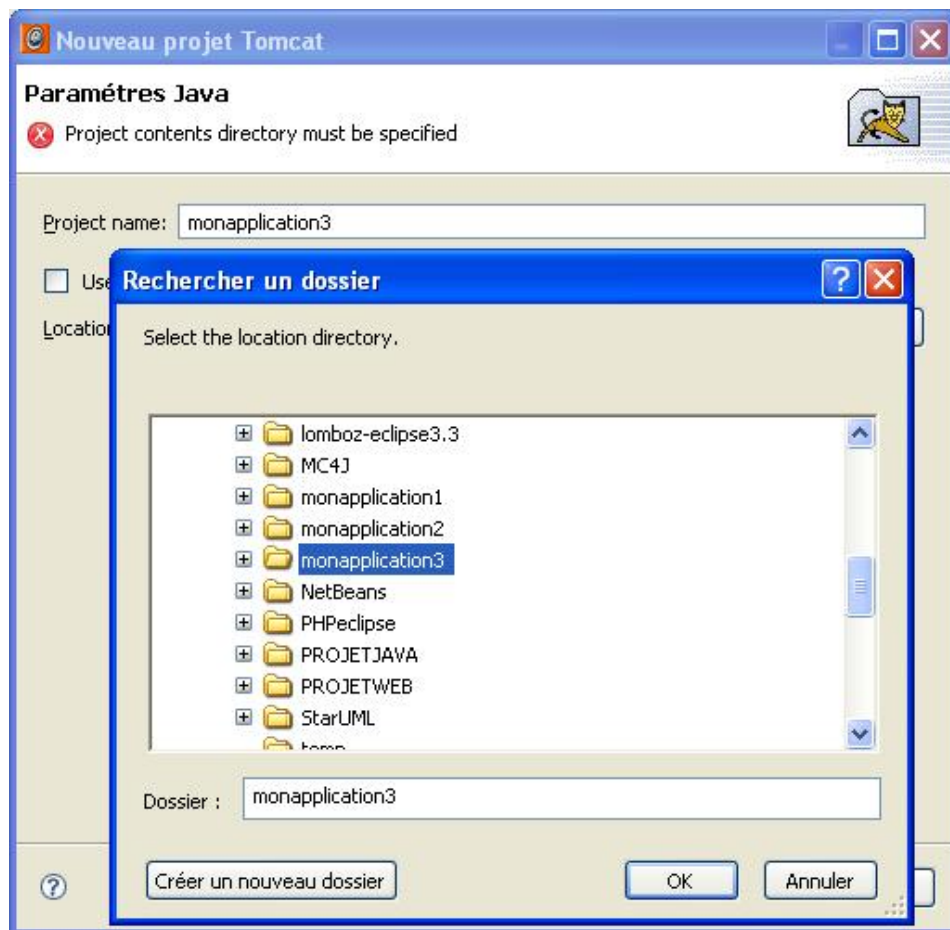 Nouveau projet Tomcat
Paramétres Java
Project contents directory must be specified
Project name: monapplication3
Use
Rechercher un dossier
Select the location directory.
lomboz-eclipse3.3
MC4J
monapplication1
monapplication2
monapplication3
NetBeans
PHPeclipse
PROJETJAVA
PROJETWEB
StarUML
temp
Dossier : monapplication3
Créer un nouveau dossier OK Annuler